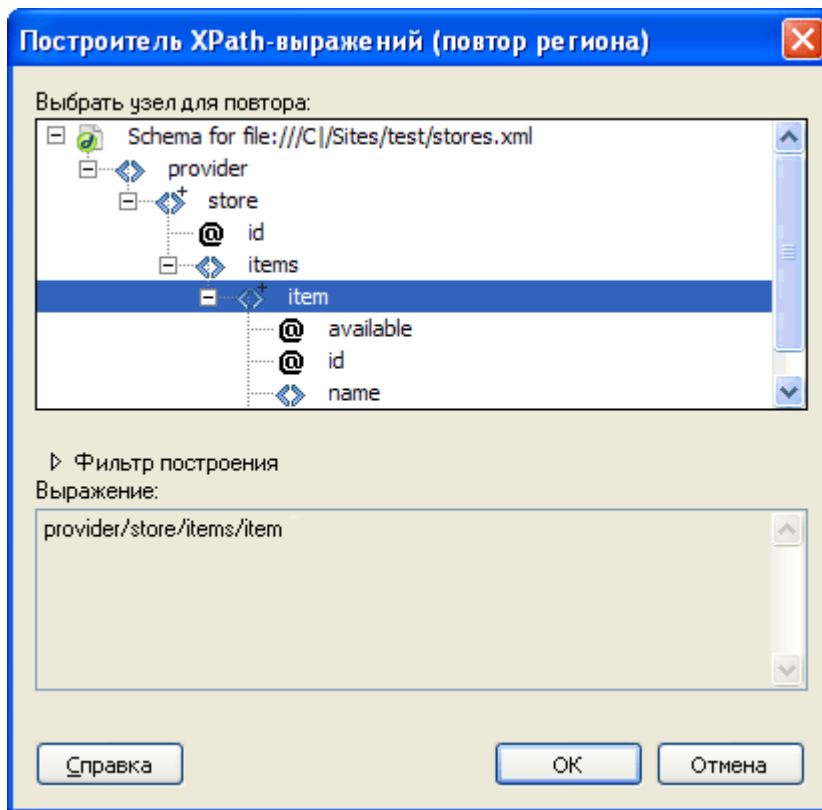 Построитель XPath-выражений (повтор региона)
Выбрать узел для повтора:
Schema for file:///C|/Sites/test/stores.xml
provider
store
@ id
items
item
@ available
@ id
name
Фильтр построения
Выражение:
provider/store/items/item
Справка
OK
Отмена